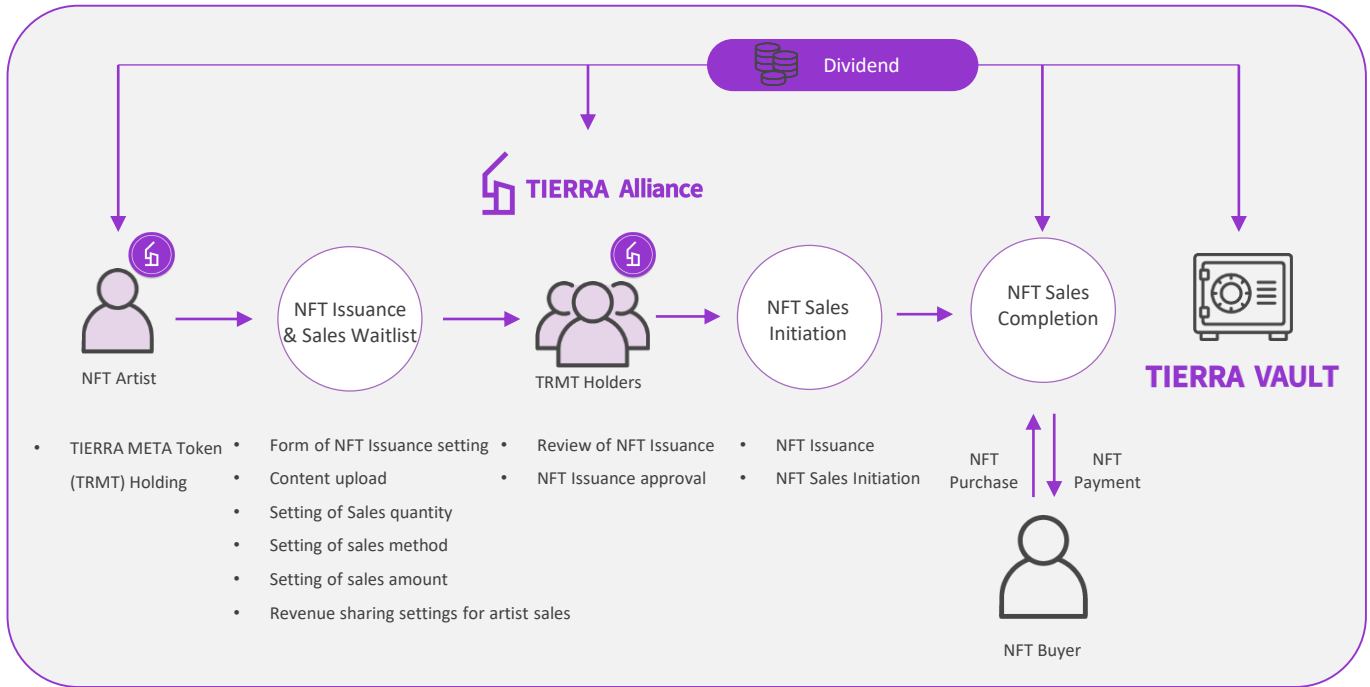 Dividend
TIERRA Alliance
NFT Artist
NFT Issuance
& Sales Waitlist
TRMT Holders
NFT Sales
Initiation
NFT Sales
Completion
TIERRA VAULT
• TIERRA META Token
(TRMT) Holding
• Form of NFT Issuance setting
• Content upload
• Setting of Sales quantity
• Setting of sales method
• Setting of sales amount
• Revenue sharing settings for artist sales
• Review of NFT Issuance
• NFT Issuance approval
• NFT Issuance
• NFT Sales Initiation
NFT
Purchase
NFT
Payment
NFT Buyer